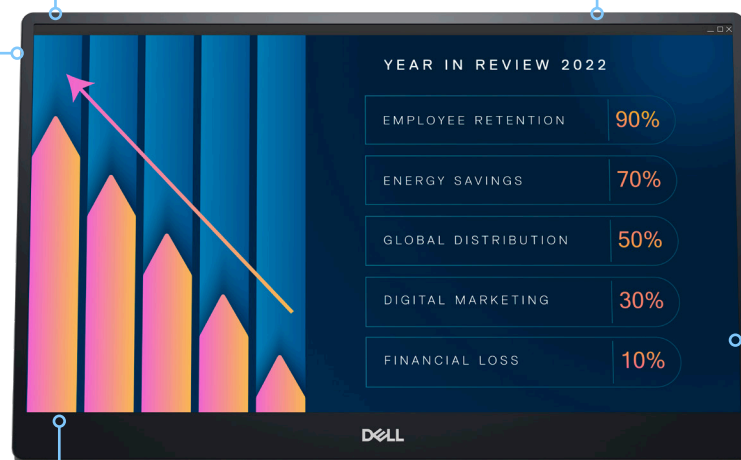 YEAR IN REVIEW 2022
EMPLOYEE RETENTION 90%
ENERGY SAVINGS 70%
GLOBAL DISTRIBUTION 50%
DIGITAL MARKETING 30%
FINANCIAL LOSS 10%
DELL